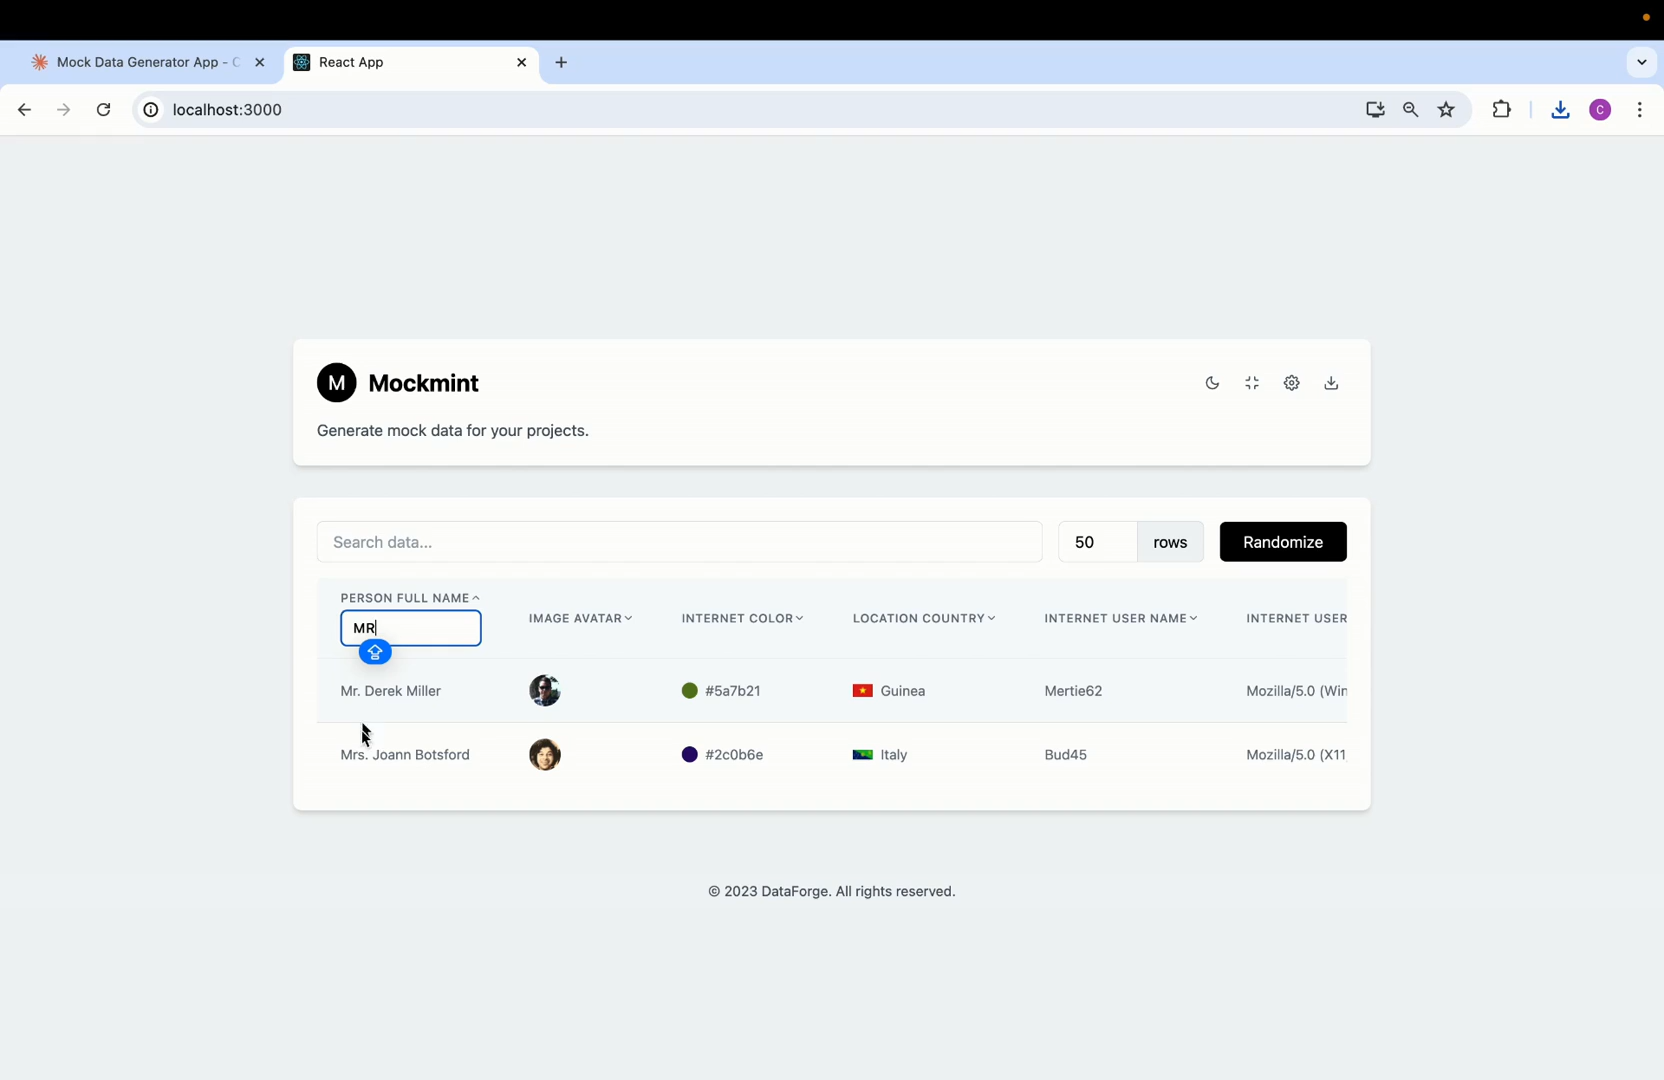 Mock Data Generator App - C
React App
localhost:3000
C
M Mockmint
Generate mock data for your projects.
Search data...
50 rows
Randomize
PERSON FULL NAME
IMAGE AVATAR
INTERNET COLOR
LOCATION COUNTRY
INTERNET USER NAME
INTERNET USER
MR
Mr. Derek Miller
#5a7b21
Guinea
Mertie62
Mozilla/5.0 (Win
Mrs. Joann Botsford
#2c0b6e
Italy
Bud45
Mozilla/5.0 (X11
© 2023 DataForge. All rights reserved.